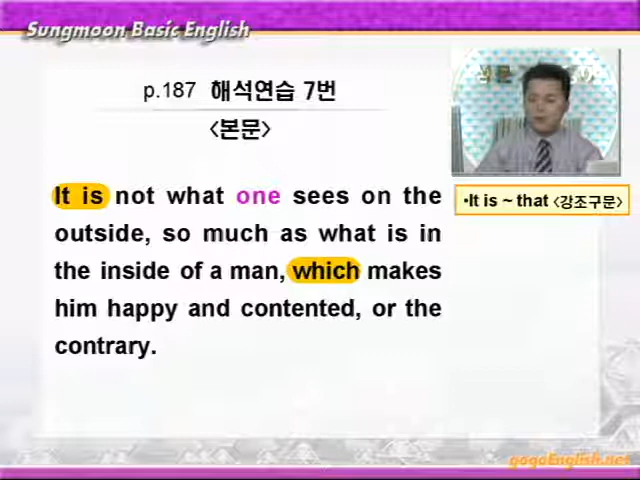 Sungmoon Basic English
p.187 해석연습 7번
<본문>
It is not what one sees on the
outside, so much as what is in
the inside of a man, which makes
him happy and contented, or the
contrary.
•It is ~ that <강조구문>
gogoEnglish.net